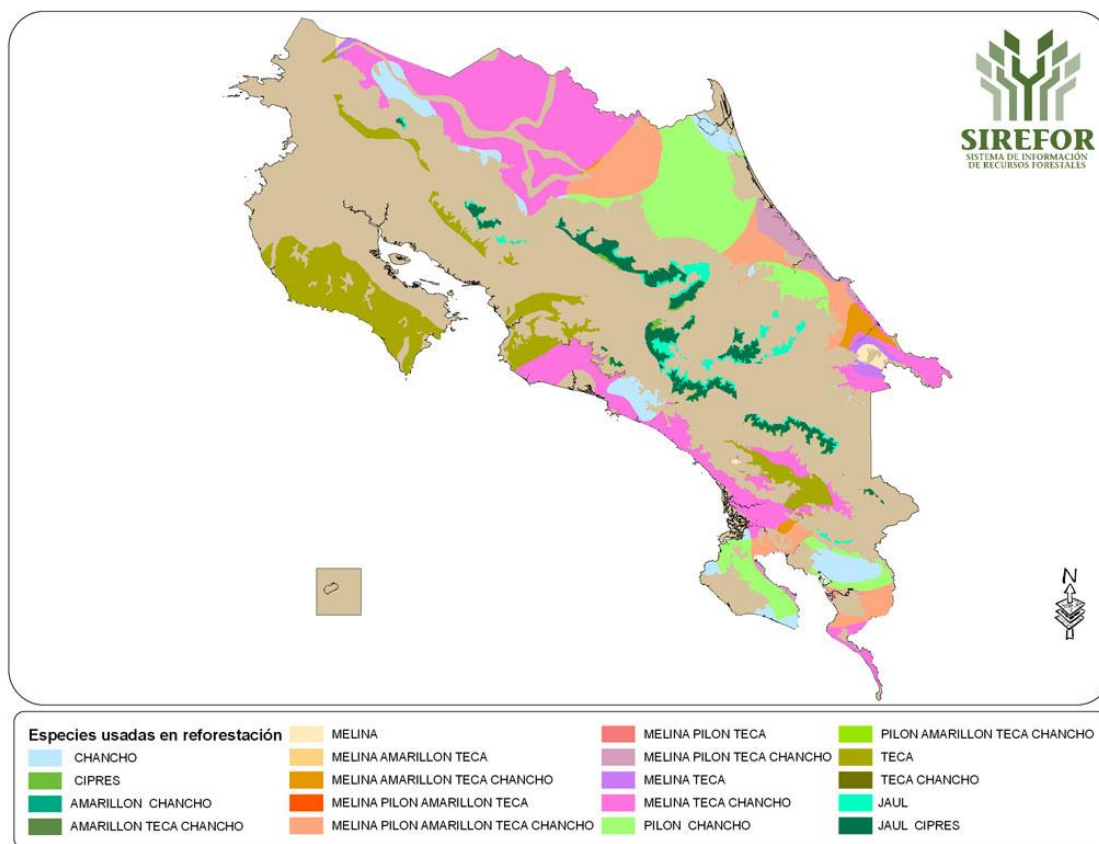 SIREFOR
SISTEMA DE INFORMACIÓN
DE RECURSOS FORESTALES
N
Especies usadas en reforestación
CHANCHO
CIPRES
AMARILLON CHANCHO
AMARILLON TECA CHANCHO
MELINA
MELINA AMARILLON TECA
MELINA AMARILLON TECA CHANCHO
MELINA PILON AMARILLON TECA
MELINA PILON AMARILLON TECA CHANCHO
MELINA PILON TECA
MELINA PILON TECA CHANCHO
MELINA TECA
MELINA TECA CHANCHO
PILON CHANCHO
PILON AMARILLON TECA CHANCHO
TECA
TECA CHANCHO
JAUL
JAUL CIPRES